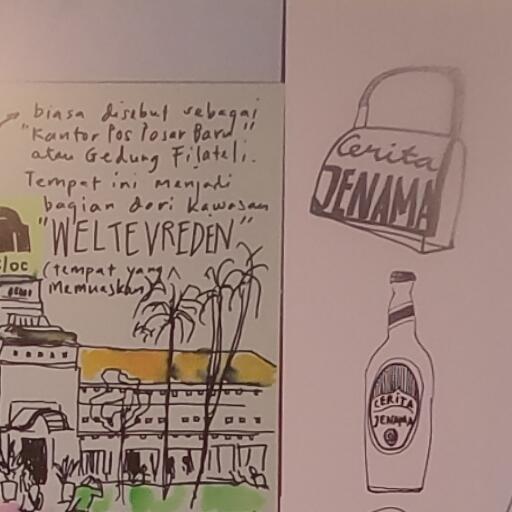 biasa disebut sebagai
"Kantor Pos Pasar Baru"
atau Gedung Filateli.
Tempat ini menjadi
bagian dari Kawasan
"WELTEVREDEN"
(tempat yang
memuaskan)
Bloc
Cerita
JENAMA
CERITA
JENAMA